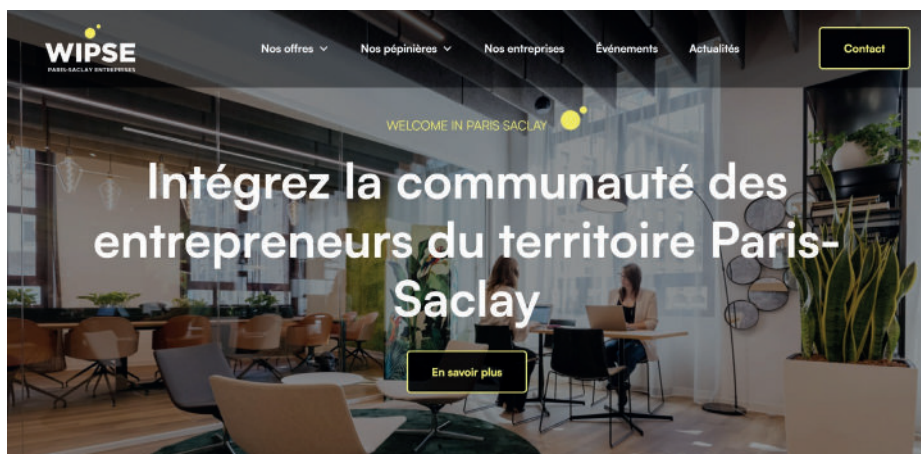 WIPSE
PARIS-SACLAY ENTREPRISES
Nos offres
Nos pépinières
Nos entreprises
Événements
Actualités
Contact
WELCOME IN PARIS SACLAY
Intégrez la communauté des
entrepreneurs du territoire Paris-
Saclay
En savoir plus